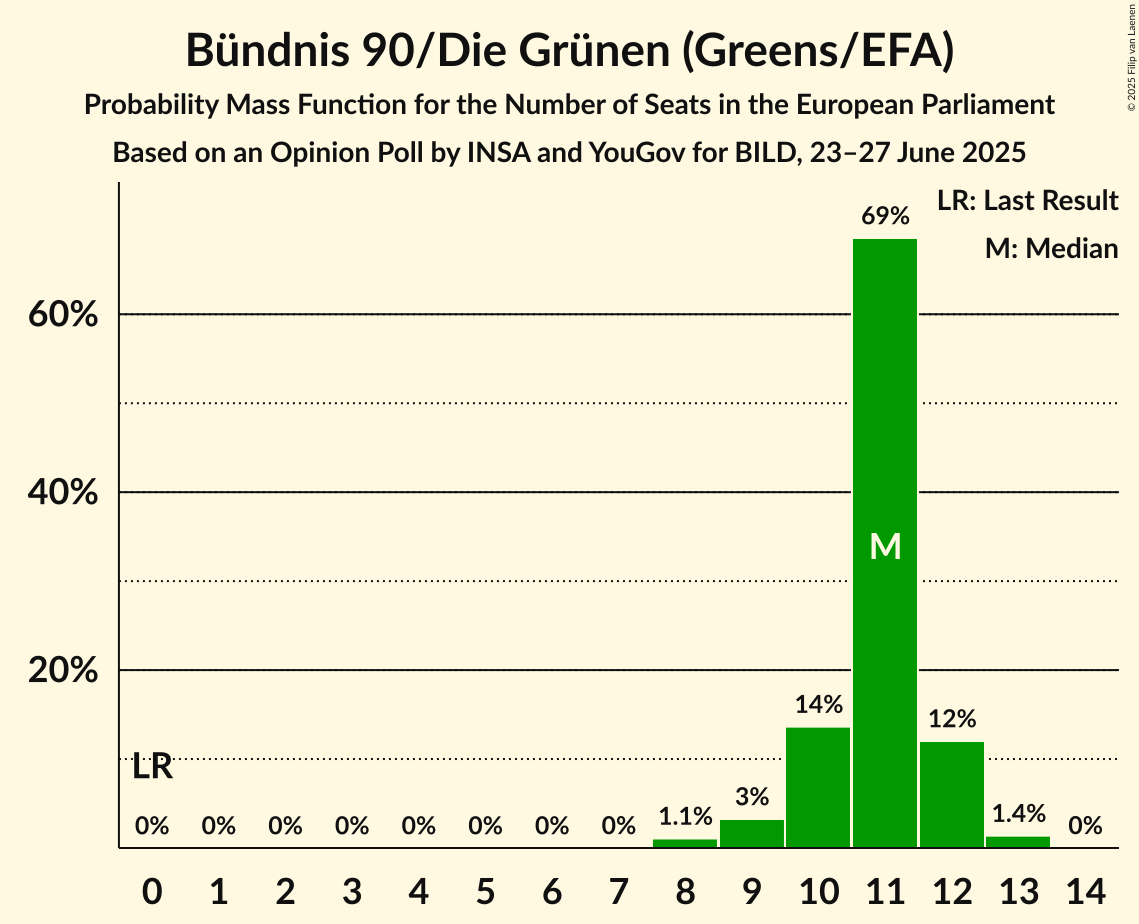 Bündnis 90/Die Grünen (Greens/EFA)
Probability Mass Function for the Number of Seats in the European Parliament
Based on an Opinion Poll by INSA and YouGov for BILD, 23–27 June 2025
© 2025 Filip van Laenen
LR: Last Result
M: Median
69%
60%
40%
M
20%
14%
12%
LR
3%
1.1%
1.4%
0% 0% 0% 0% 0% 0% 0% 0% 0%
0 1 2 3 4 5 6 7 8 9 10 11 12 13 14